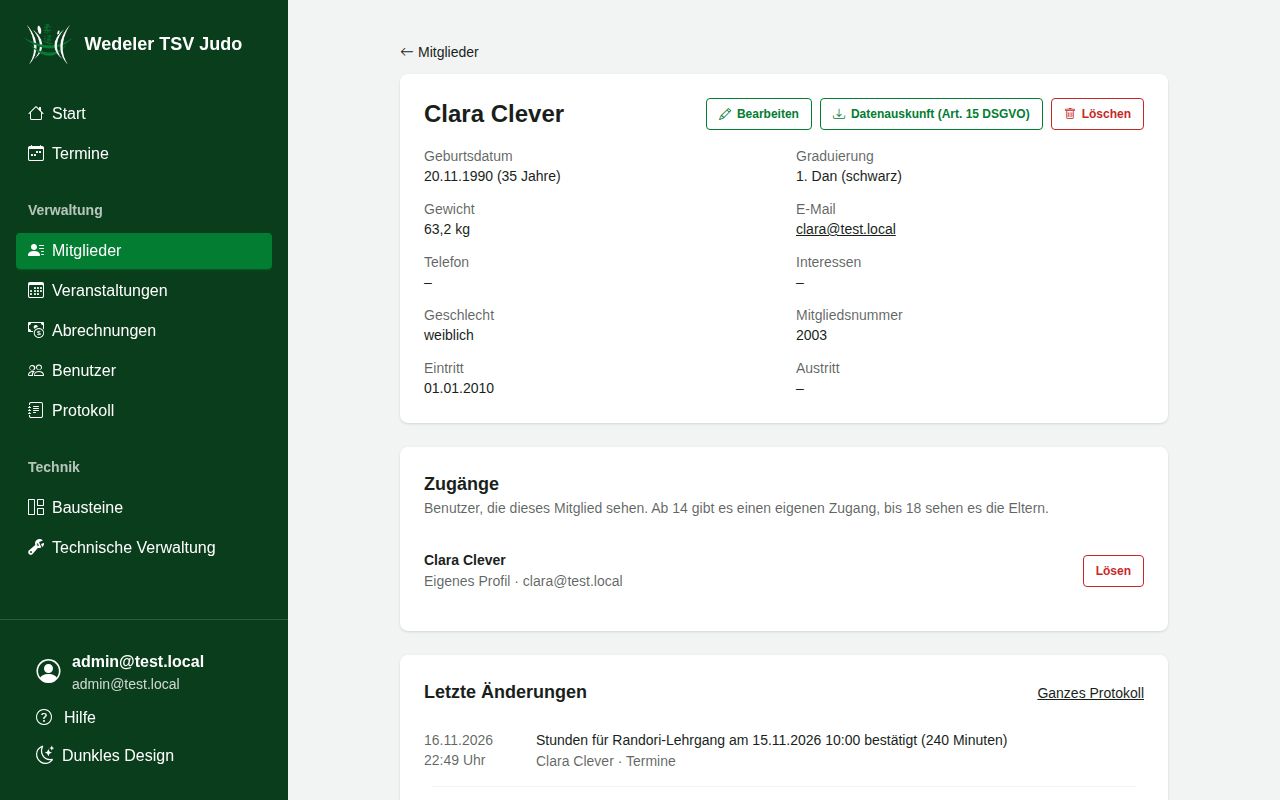 Wedeler TSV Judo
Start
Termine
Verwaltung
Mitglieder
Veranstaltungen
Abrechnungen
Benutzer
Protokoll
Technik
Bausteine
Technische Verwaltung
admin@test.local
admin@test.local
Hilfe
Dunkles Design
← Mitglieder
Clara Clever
Bearbeiten
Datenauskunft (Art. 15 DSGVO)
Löschen
Geburtsdatum
20.11.1990 (35 Jahre)
Graduierung
1. Dan (schwarz)
Gewicht
63,2 kg
E-Mail
clara@test.local
Telefon
–
Interessen
–
Geschlecht
weiblich
Mitgliedsnummer
2003
Eintritt
01.01.2010
Austritt
–
Zugänge
Benutzer, die dieses Mitglied sehen. Ab 14 gibt es einen eigenen Zugang, bis 18 sehen es die Eltern.
Clara Clever
Eigenes Profil · clara@test.local
Lösen
Letzte Änderungen
Ganzes Protokoll
16.11.2026
22:49 Uhr
Stunden für Randori-Lehrgang am 15.11.2026 10:00 bestätigt (240 Minuten)
Clara Clever · Termine